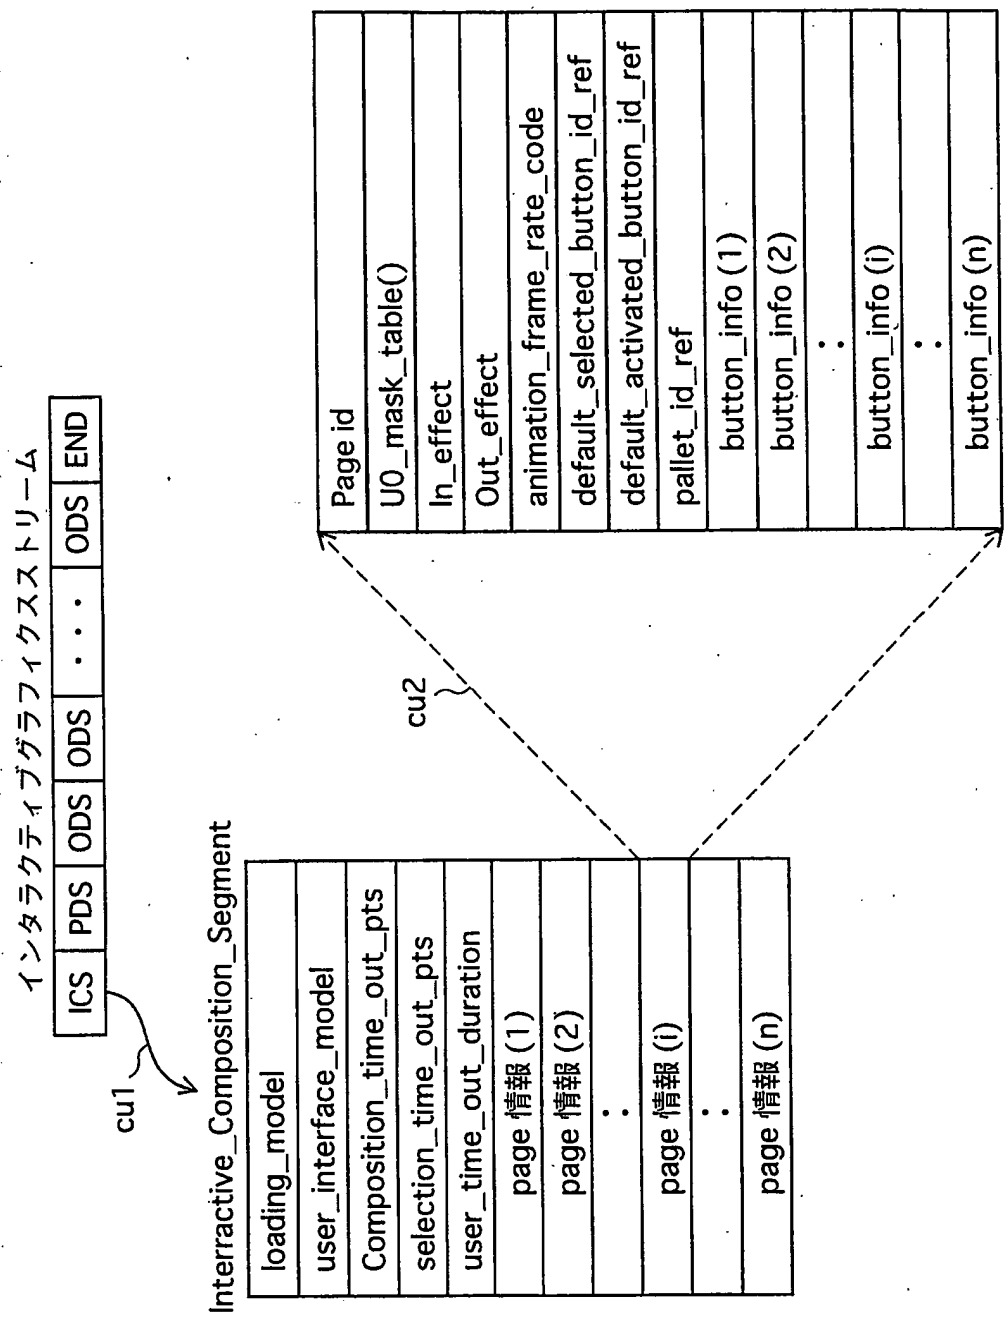 インタラクティブグラフィクスストリーム
ICS PDS ODS ODS ・・・ ODS END
cu1
Interractive_Composition_Segment
loading_model
user_interface_model
Composition_time_out_pts
selection_time_out_pts
user_time_out_duration
page 情報 (1)
page 情報 (2)
:
page 情報 (i)
:
page 情報 (n)
cu2
Page id
UO_mask_table()
In_effect
Out_effect
animation_frame_rate_code
default_selected_button_id_ref
default_activated_button_id_ref
pallet_id_ref
button_info (1)
button_info (2)
:
button_info (i)
:
button_info (n)